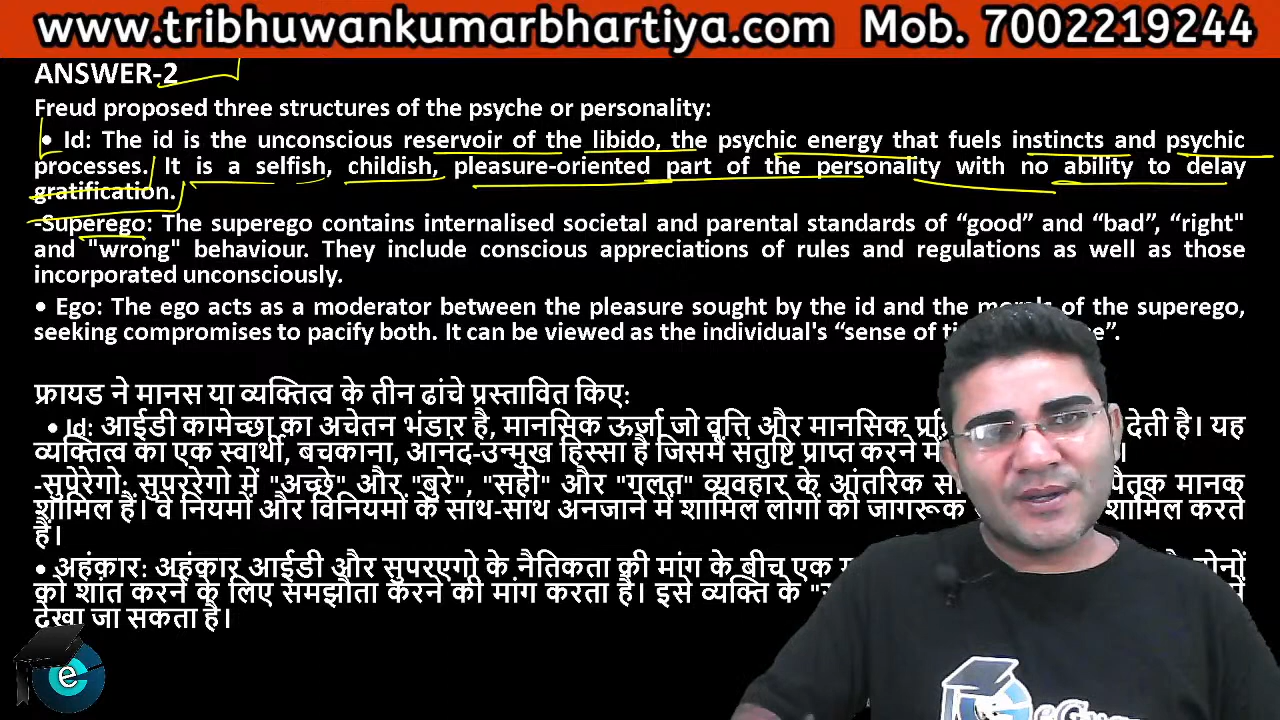 www.tribhuwankumarbhartiya.com Mob. 7002219244
ANSWER-2
Freud proposed three structures of the psyche or personality:
• Id: The id is the unconscious reservoir of the libido, the psychic energy that fuels instincts and psychic
processes. It is a selfish, childish, pleasure-oriented part of the personality with no ability to delay
gratification.
-Superego: The superego contains internalised societal and parental standards of “good” and “bad”, “right"
and "wrong" behaviour. They include conscious appreciations of rules and regulations as well as those
incorporated unconsciously.
• Ego: The ego acts as a moderator between the pleasure sought by the id and the of the superego,
seeking compromises to pacify both. It can be viewed as the individual's “sense of
फ्रायड ने मानस या व्यक्तित्व के तीन ढांचे प्रस्तावित किए:
• Id: आईडी कामेच्छा का अचेतन भंडार है, मानसिक ऊर्जा जो वृत्ति और मानसिक देती है। यह
व्यक्तित्व का एक स्वार्थी, बचकाना, आनंद-उन्मुख हिस्सा है जिसमें संतुष्टि प्राप्त करने में
-सुपेरेगो: सुपररेगो में "अच्छे" और "बुरे", "सही" और "गलत" व्यवहार के आंतरिक पैतृक मानक
शामिल हैं। वे नियमों और विनियमों के साथ-साथ अनजाने में शामिल लोगों की जागरूक शामिल करते
हैं।
• अहंकार: अहंकार आईडी और सुपरएगो के नैतिकता की मांग के बीच एक दोनों
को शांत करने के लिए समझौता करने की मांग करता है। इसे व्यक्ति के में
देखा जा सकता है।
e